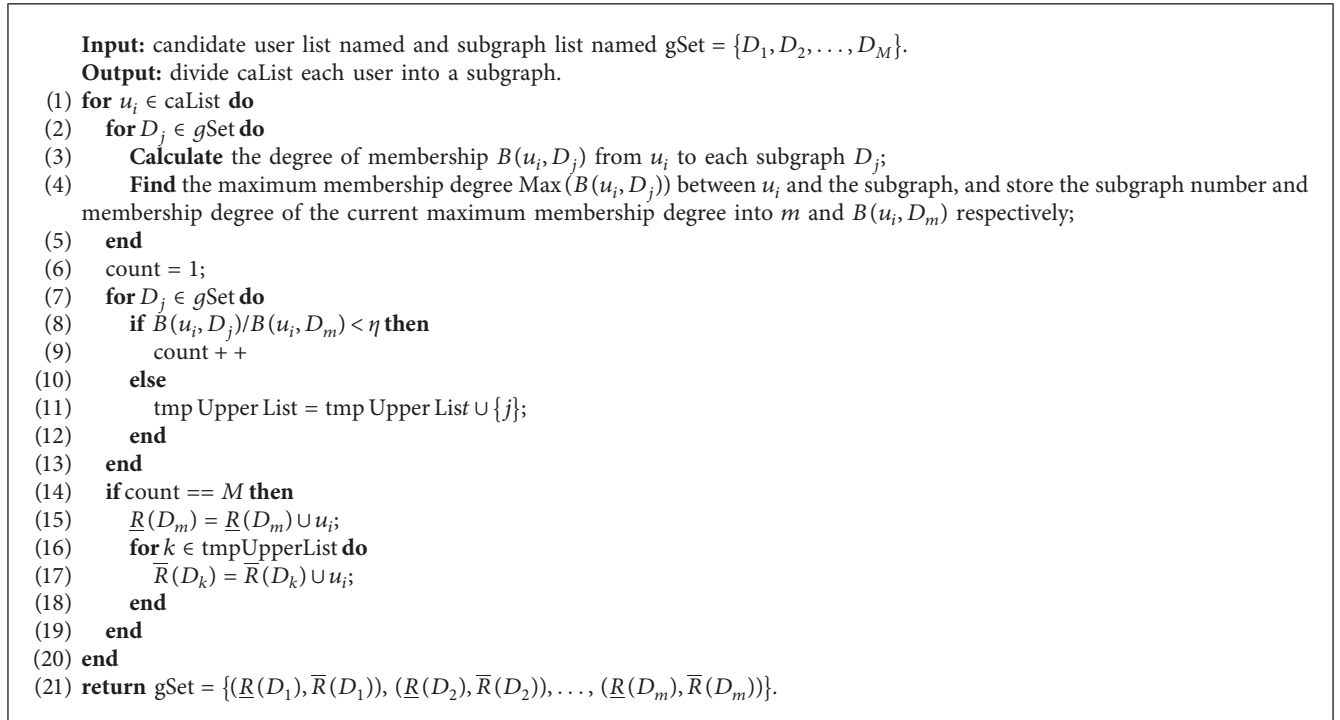 Input: candidate user list named and subgraph list named gSet = {D₁, D₂, . . . , D_M}.
Output: divide caList each user into a subgraph.
(1) for uᵢ ∈ caList do
(2) for Dⱼ ∈ gSet do
(3) Calculate the degree of membership B(uᵢ, Dⱼ) from uᵢ to each subgraph Dⱼ;
(4) Find the maximum membership degree Max(B(uᵢ, Dⱼ)) between uᵢ and the subgraph, and store the subgraph number and
membership degree of the current maximum membership degree into m and B(uᵢ, Dₘ) respectively;
(5) end
(6) count = 1;
(7) for Dⱼ ∈ gSet do
(8) if B(uᵢ, Dⱼ)/B(uᵢ, Dₘ) < η then
(9) count + +
(10) else
(11) tmp Upper List = tmp Upper List ∪ {j};
(12) end
(13) end
(14) if count == M then
(15) R̲(Dₘ) = R̲(Dₘ) ∪ uᵢ;
(16) for k ∈ tmpUpperList do
(17) R̅(Dₖ) = R̅(Dₖ) ∪ uᵢ;
(18) end
(19) end
(20) end
(21) return gSet = {(R̲(D₁), R̅(D₁)), (R̲(D₂), R̅(D₂)), . . . , (R̲(Dₘ), R̅(Dₘ))}.